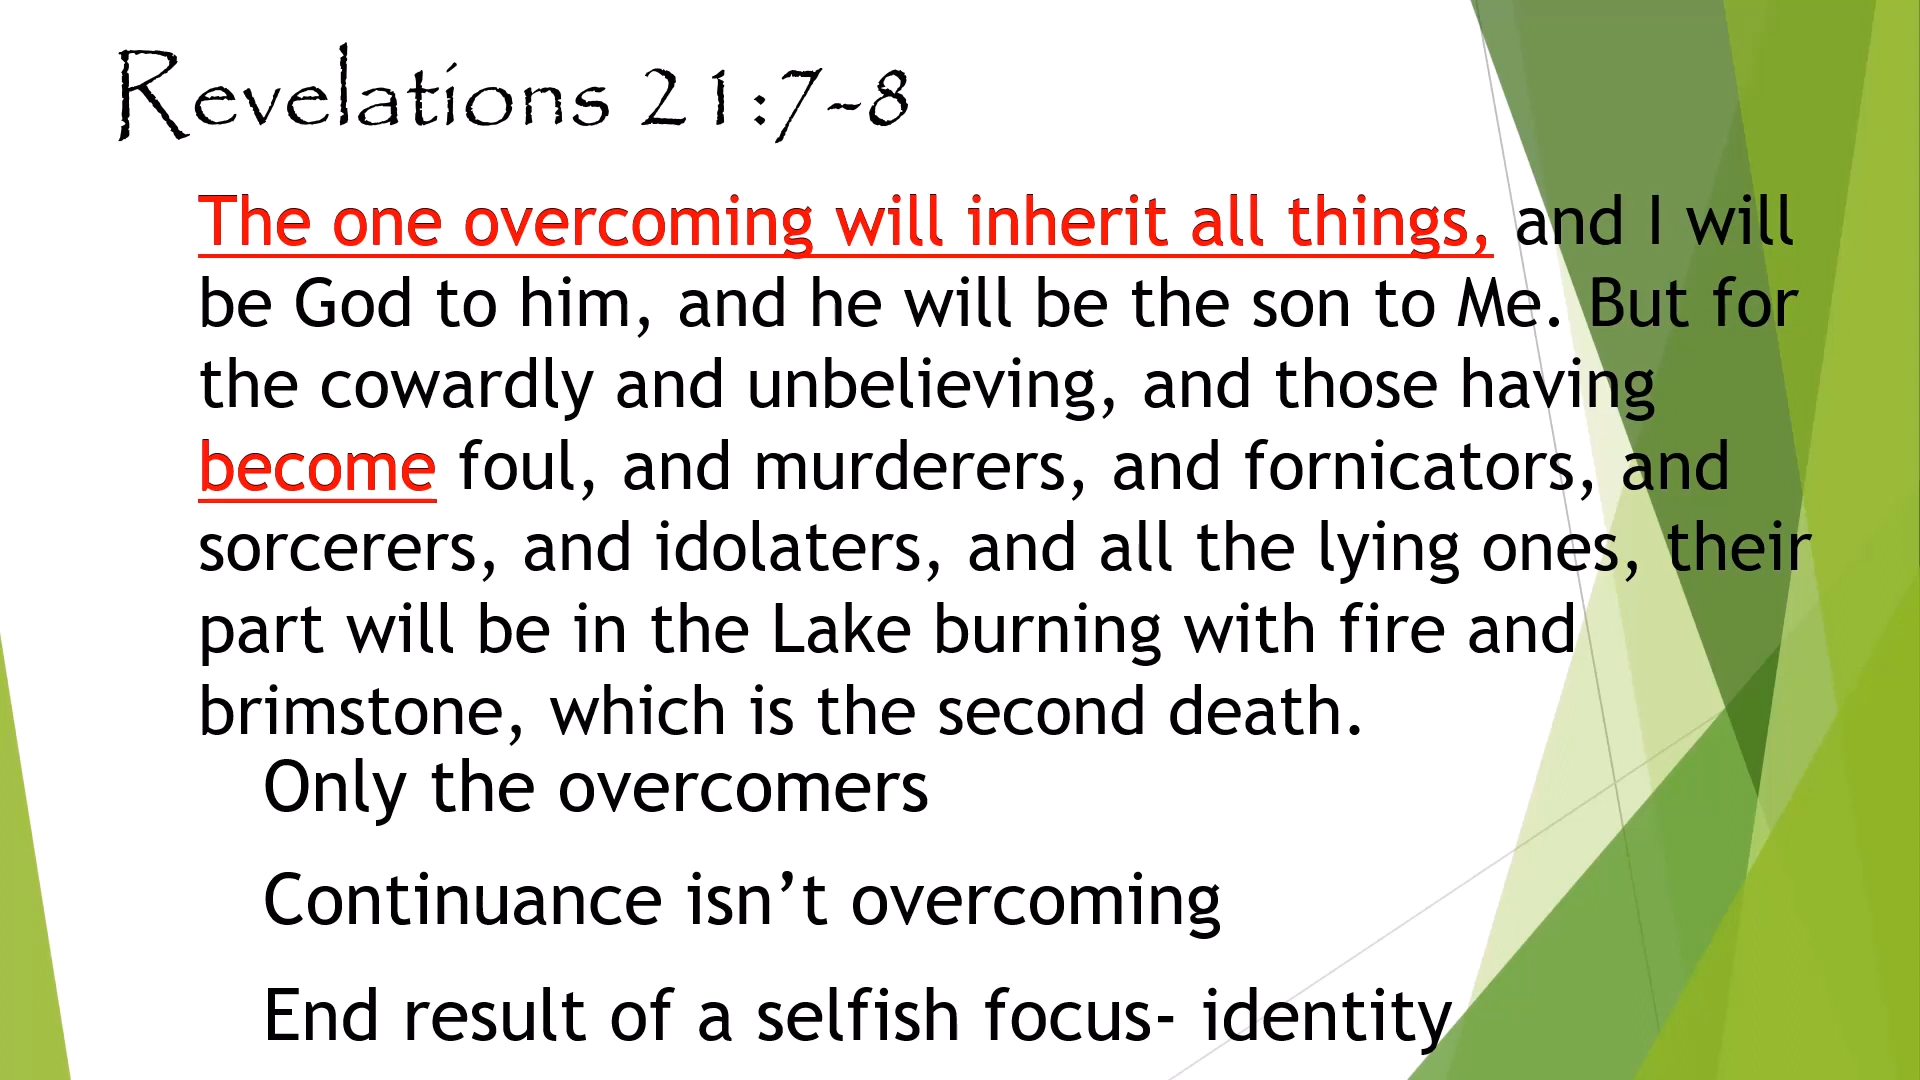 Revelations 21:7-8
The one overcoming will inherit all things, and I will
be God to him, and he will be the son to Me. But for
the cowardly and unbelieving, and those having
become foul, and murderers, and fornicators, and
sorcerers, and idolaters, and all the lying ones, their
part will be in the Lake burning with fire and
brimstone, which is the second death.
Only the overcomers
Continuance isn’t overcoming
End result of a selfish focus- identity